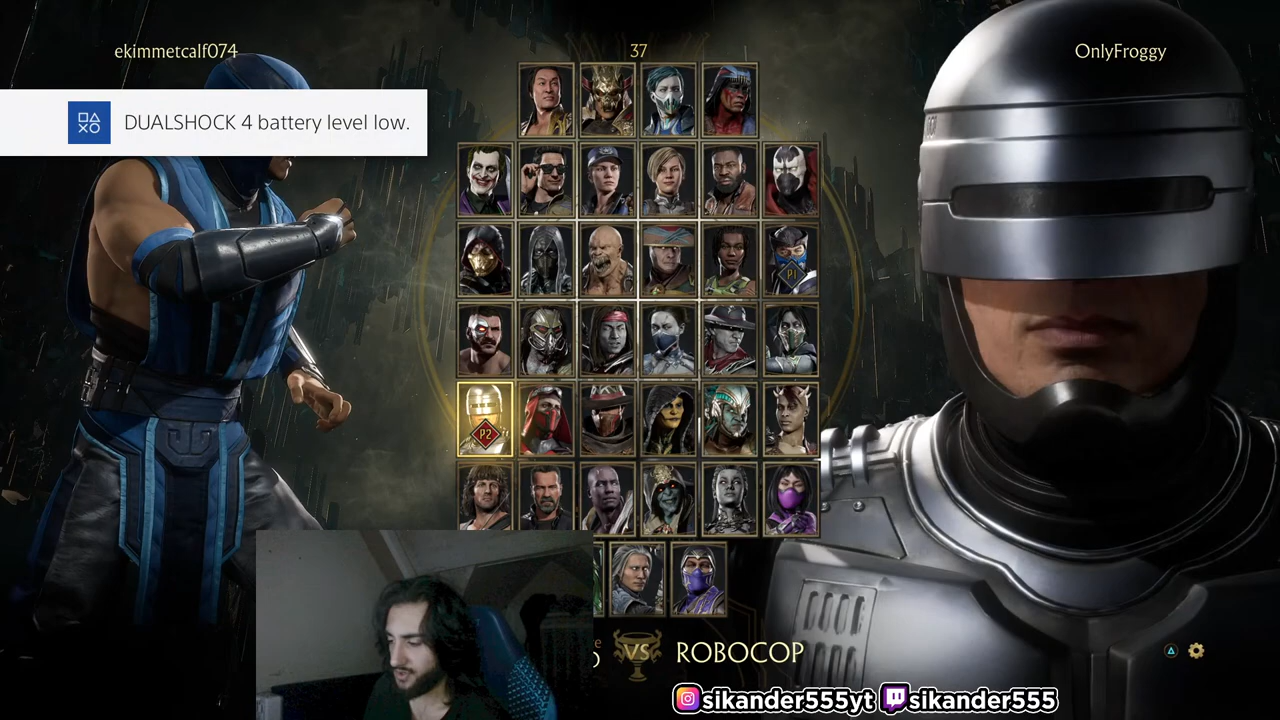 ekimmetcalf074
37
OnlyFroggy
DUALSHOCK 4 battery level low.
P1
P2
VS
ROBOCOP
sikander555yt
sikander555